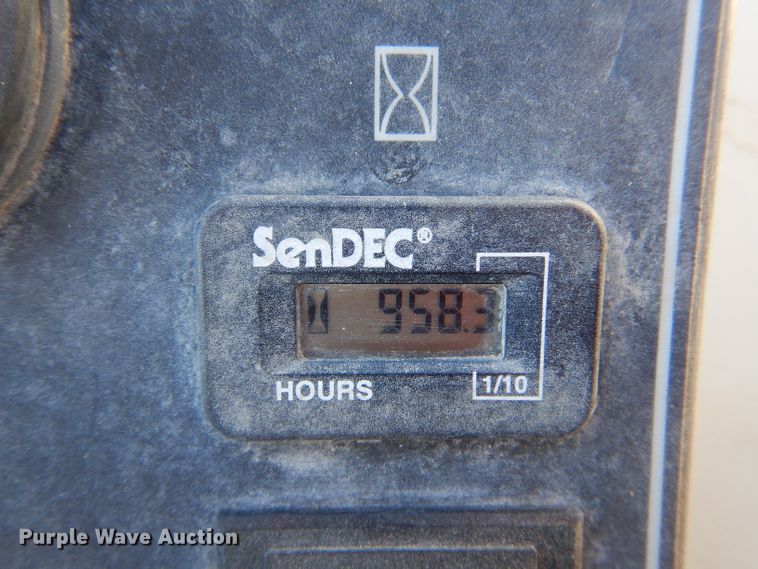 SenDEC®
958.3
HOURS
1/10
Purple Wave Auction